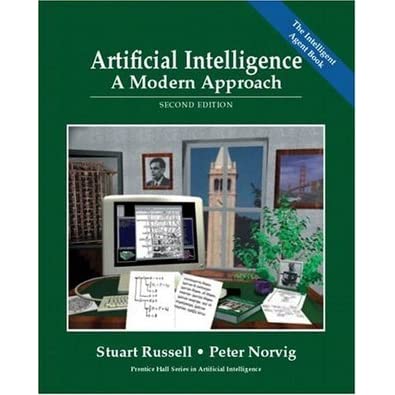 The Intelligent
Agent Book
Artificial Intelligence
A Modern Approach
SECOND EDITION
Stuart Russell • Peter Norvig
Prentice Hall Series in Artificial Intelligence